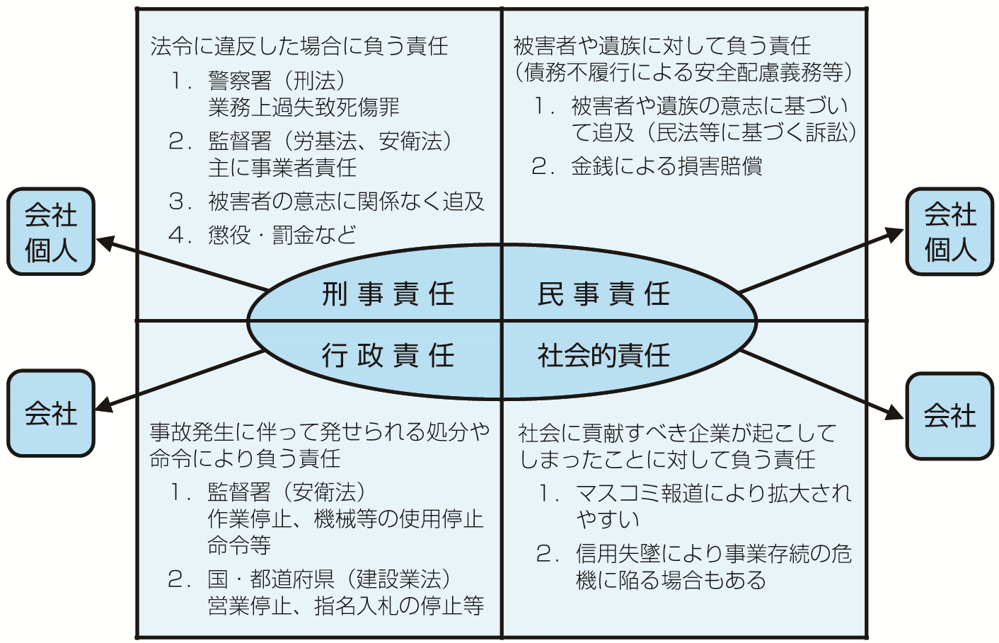 法令に違反した場合に負う責任
1. 警察署（刑法）
業務上過失致死傷罪
2. 監督署（労基法、安衛法）
主に事業者責任
3. 被害者の意志に関係なく追及
4. 懲役・罰金など
被害者や遺族に対して負う責任
（債務不履行による安全配慮義務等）
1. 被害者や遺族の意志に基づい
て追及（民法等に基づく訴訟）
2. 金銭による損害賠償
会社
個人
会社
個人
刑事責任
民事責任
行政責任
社会的責任
会社
会社
事故発生に伴って発せられる処分や
命令により負う責任
1. 監督署（安衛法）
作業停止、機械等の使用停止
命令等
2. 国・都道府県（建設業法）
営業停止、指名入札の停止等
社会に貢献すべき企業が起こして
しまったことに対して負う責任
1. マスコミ報道により拡大され
やすい
2. 信用失墜により事業存続の危
機に陥る場合もある